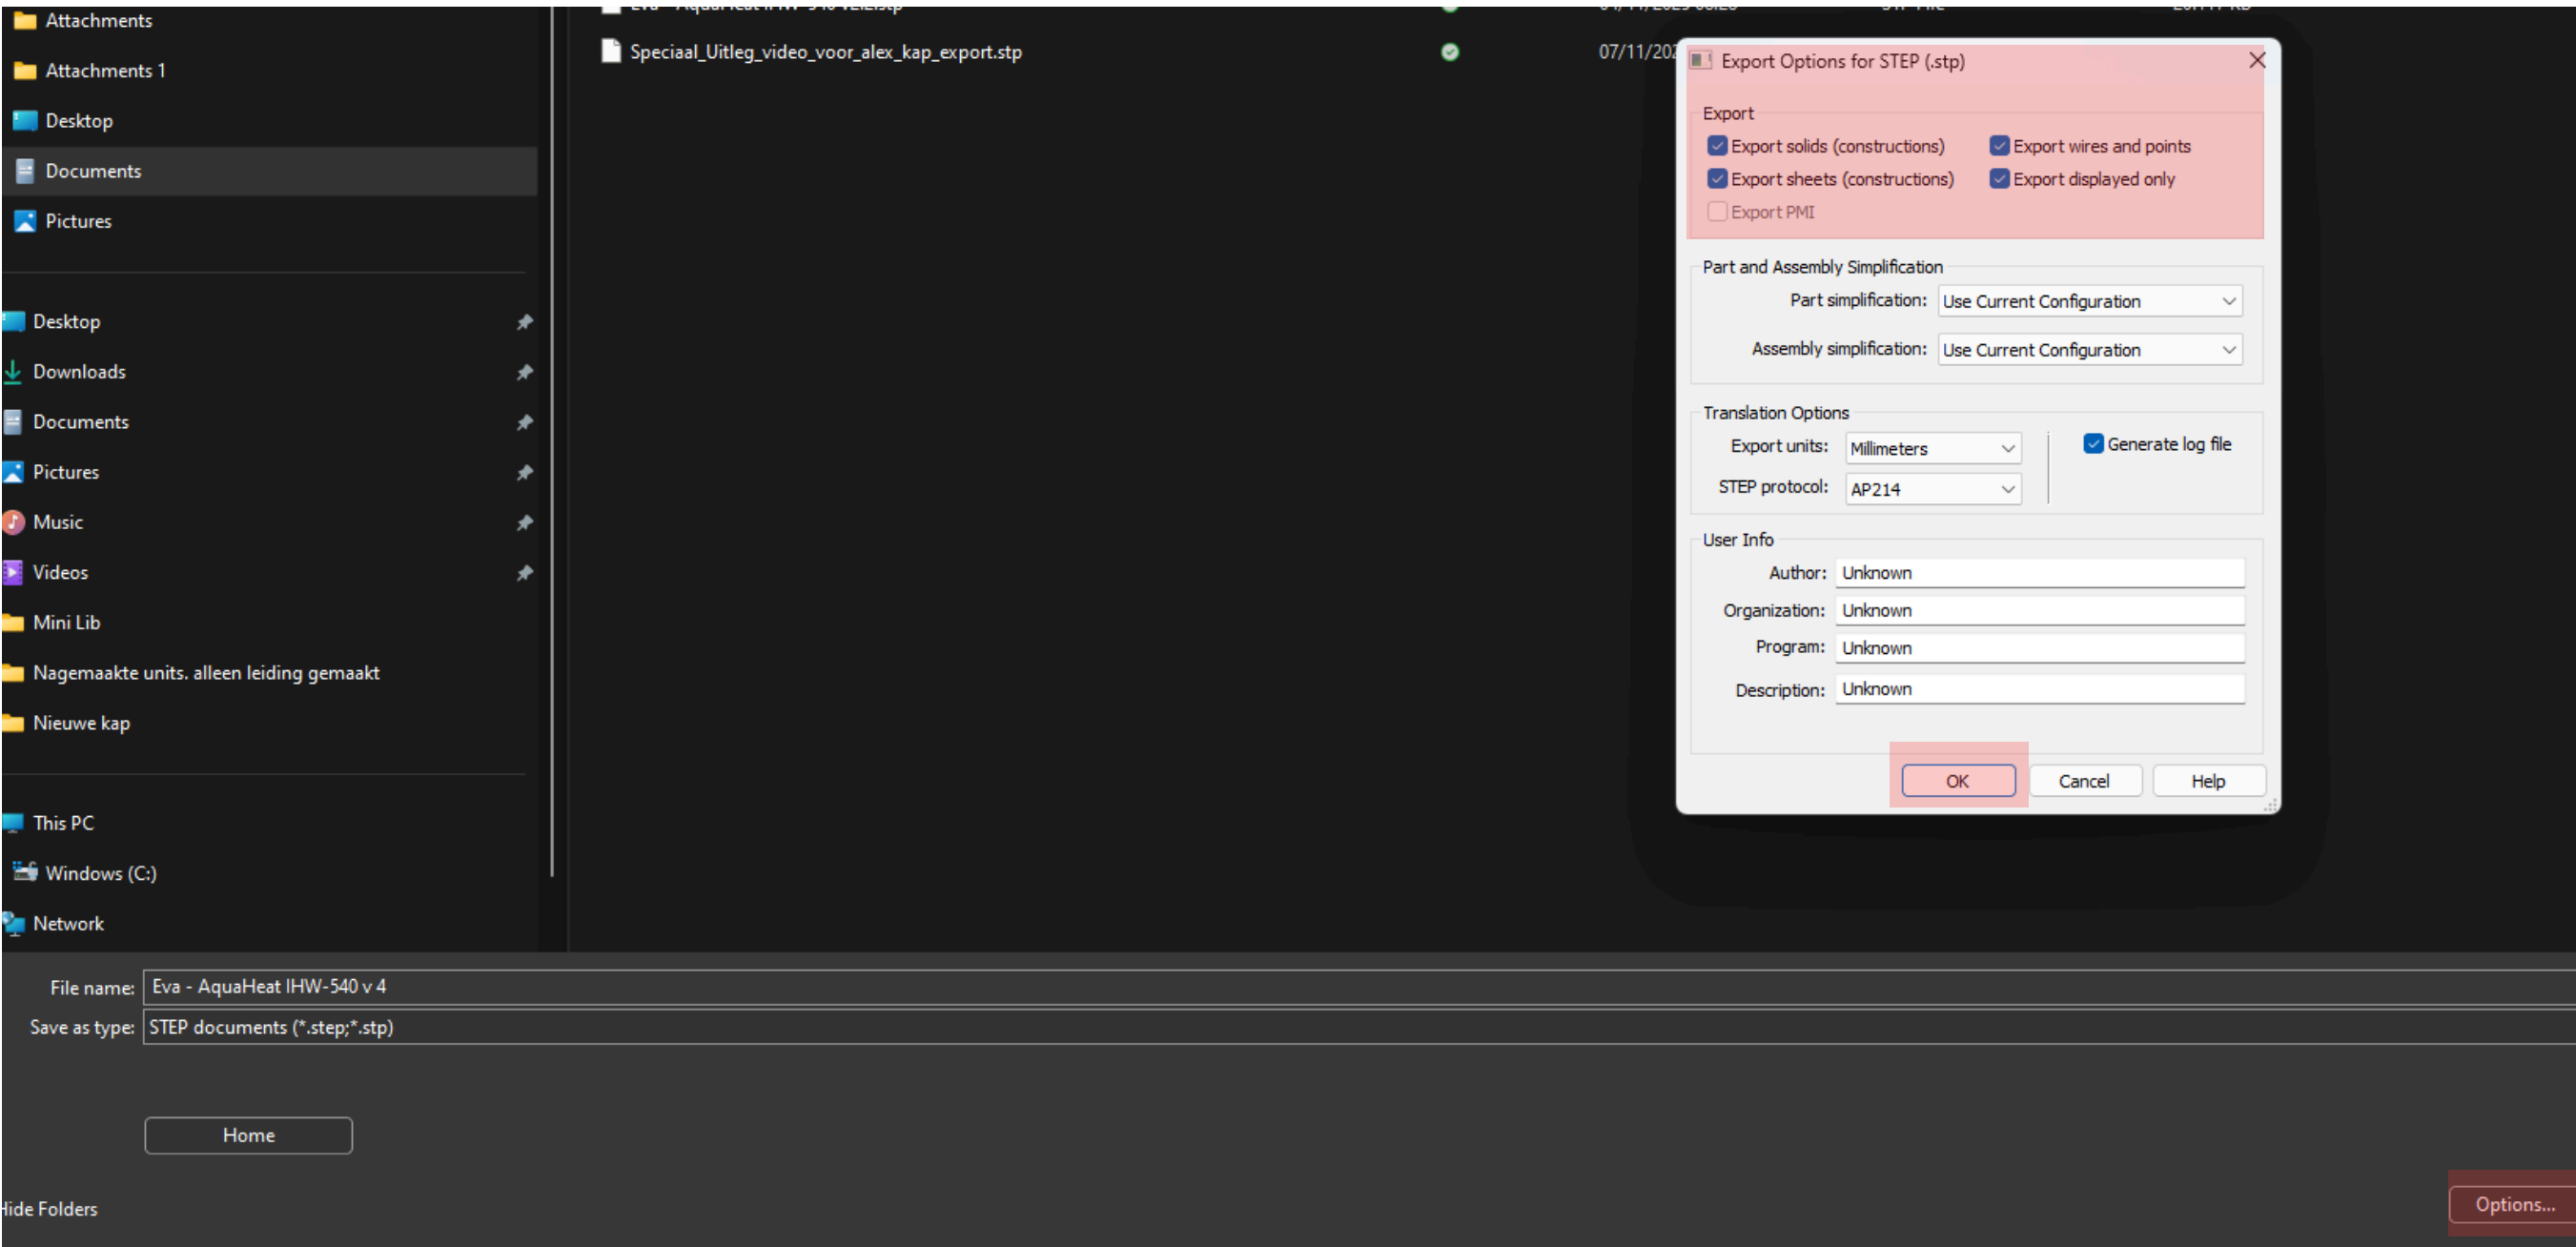 Attachments
Attachments 1
Desktop
Documents
Pictures
Desktop
Downloads
Documents
Pictures
Music
Videos
Mini Lib
Nagemaakte units. alleen leiding gemaakt
Nieuwe kap
This PC
Windows (C:)
Network
Speciaal_Uitleg_video_voor_alex_kap_export.stp
07/11/202
Export Options for STEP (.stp)
Export
Export solids (constructions) Export wires and points
Export sheets (constructions) Export displayed only
Export PMI
Part and Assembly Simplification
Part simplification: Use Current Configuration
Assembly simplification: Use Current Configuration
Translation Options
Export units: Millimeters Generate log file
STEP protocol: AP214
User Info
Author: Unknown
Organization: Unknown
Program: Unknown
Description: Unknown
OK Cancel Help
File name: Eva - AquaHeat IHW-540 v 4
Save as type: STEP documents (*.step;*.stp)
Home
Hide Folders
Options...